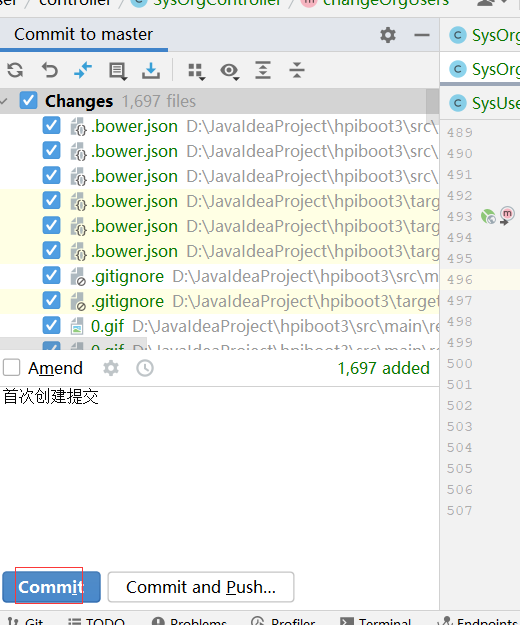 ser / controller / SysOrgController / changeOrgUsers
Commit to master
SysOrg
SysOrg
SysUse
Changes 1,697 files
.bower.json D:\JavaIdeaProject\hpiboot3\src\
.bower.json D:\JavaIdeaProject\hpiboot3\src\
.bower.json D:\JavaIdeaProject\hpiboot3\src\
.bower.json D:\JavaIdeaProject\hpiboot3\targ
.bower.json D:\JavaIdeaProject\hpiboot3\targ
.bower.json D:\JavaIdeaProject\hpiboot3\targ
.gitignore D:\JavaIdeaProject\hpiboot3\src\m
.gitignore D:\JavaIdeaProject\hpiboot3\target
0.gif D:\JavaIdeaProject\hpiboot3\src\main\re
0.gif D:\JavaIdeaProject\hpiboot3\src\main\re
Amend 1,697 added
首次创建提交
Commit Commit and Push...
489
490
491
492
493
494
495
496
497
498
499
500
501
502
503
504
505
506
507
Git TODO Problems Profiler Terminal Endpoints